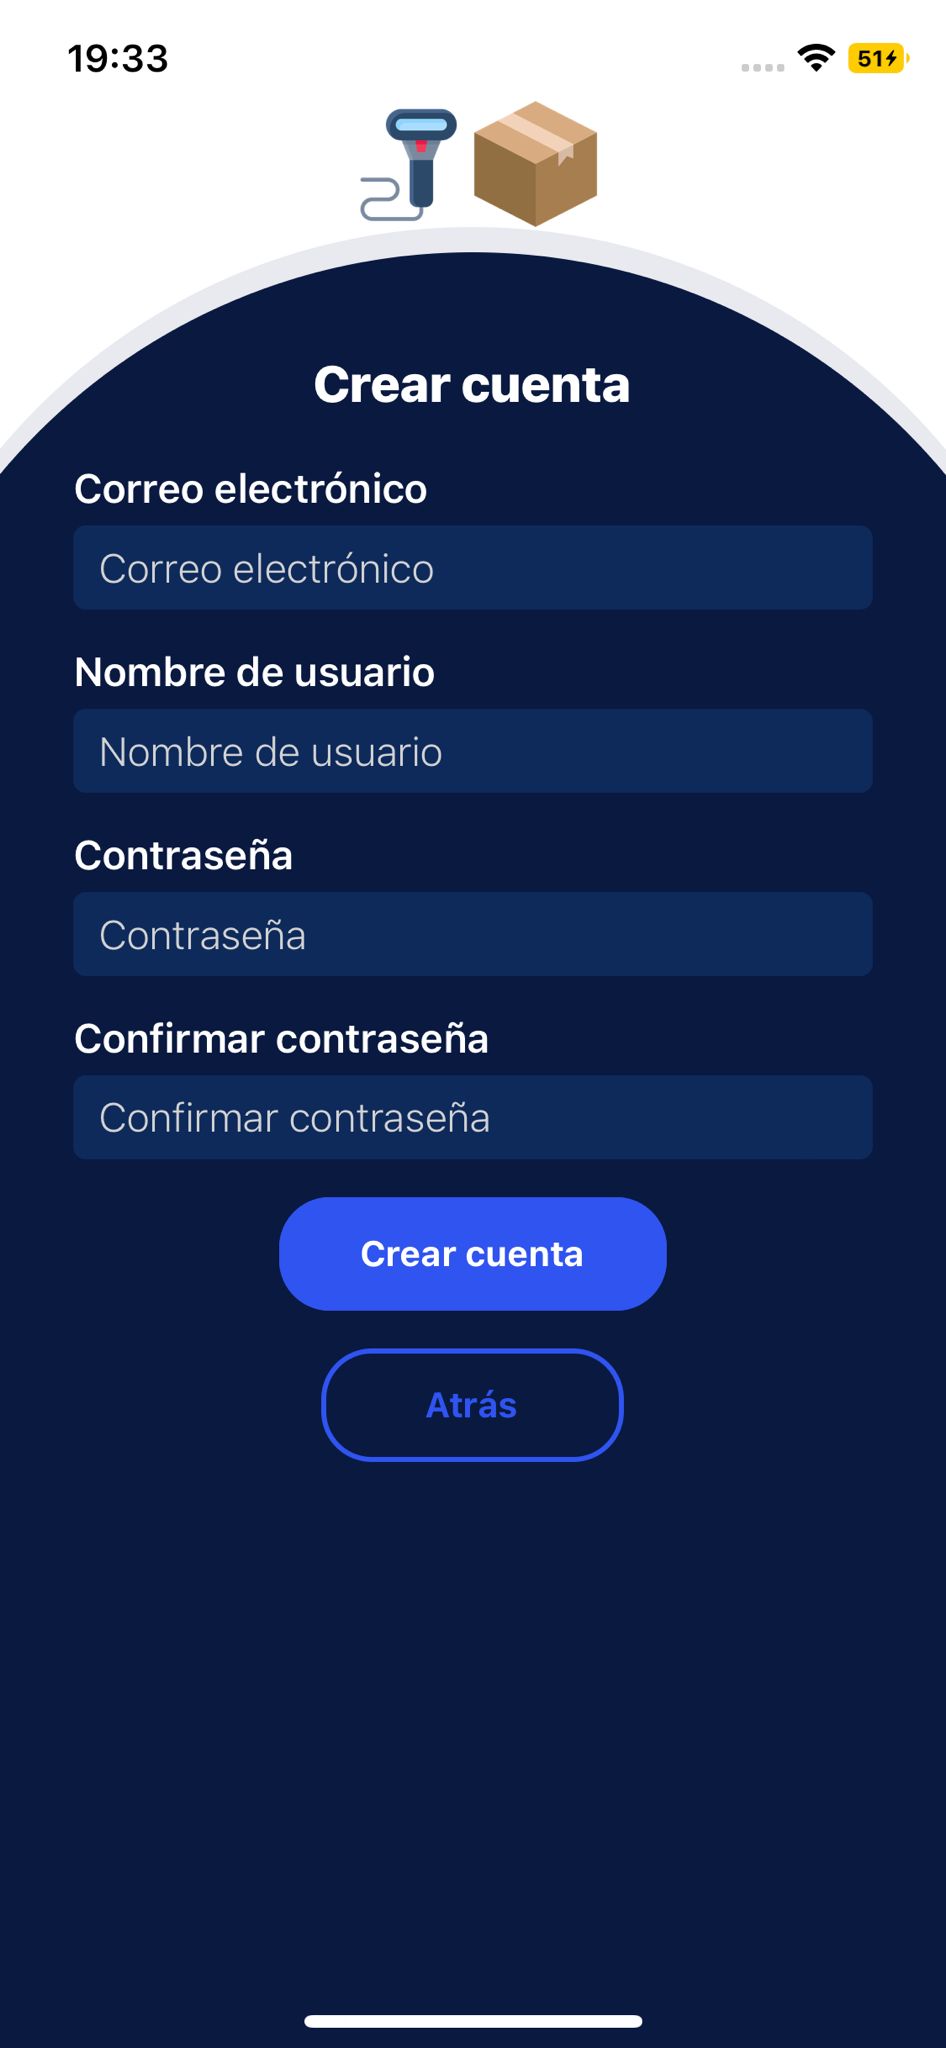 19:33
51
Crear cuenta
Correo electrónico
Correo electrónico
Nombre de usuario
Nombre de usuario
Contraseña
Contraseña
Confirmar contraseña
Confirmar contraseña
Crear cuenta
Atrás